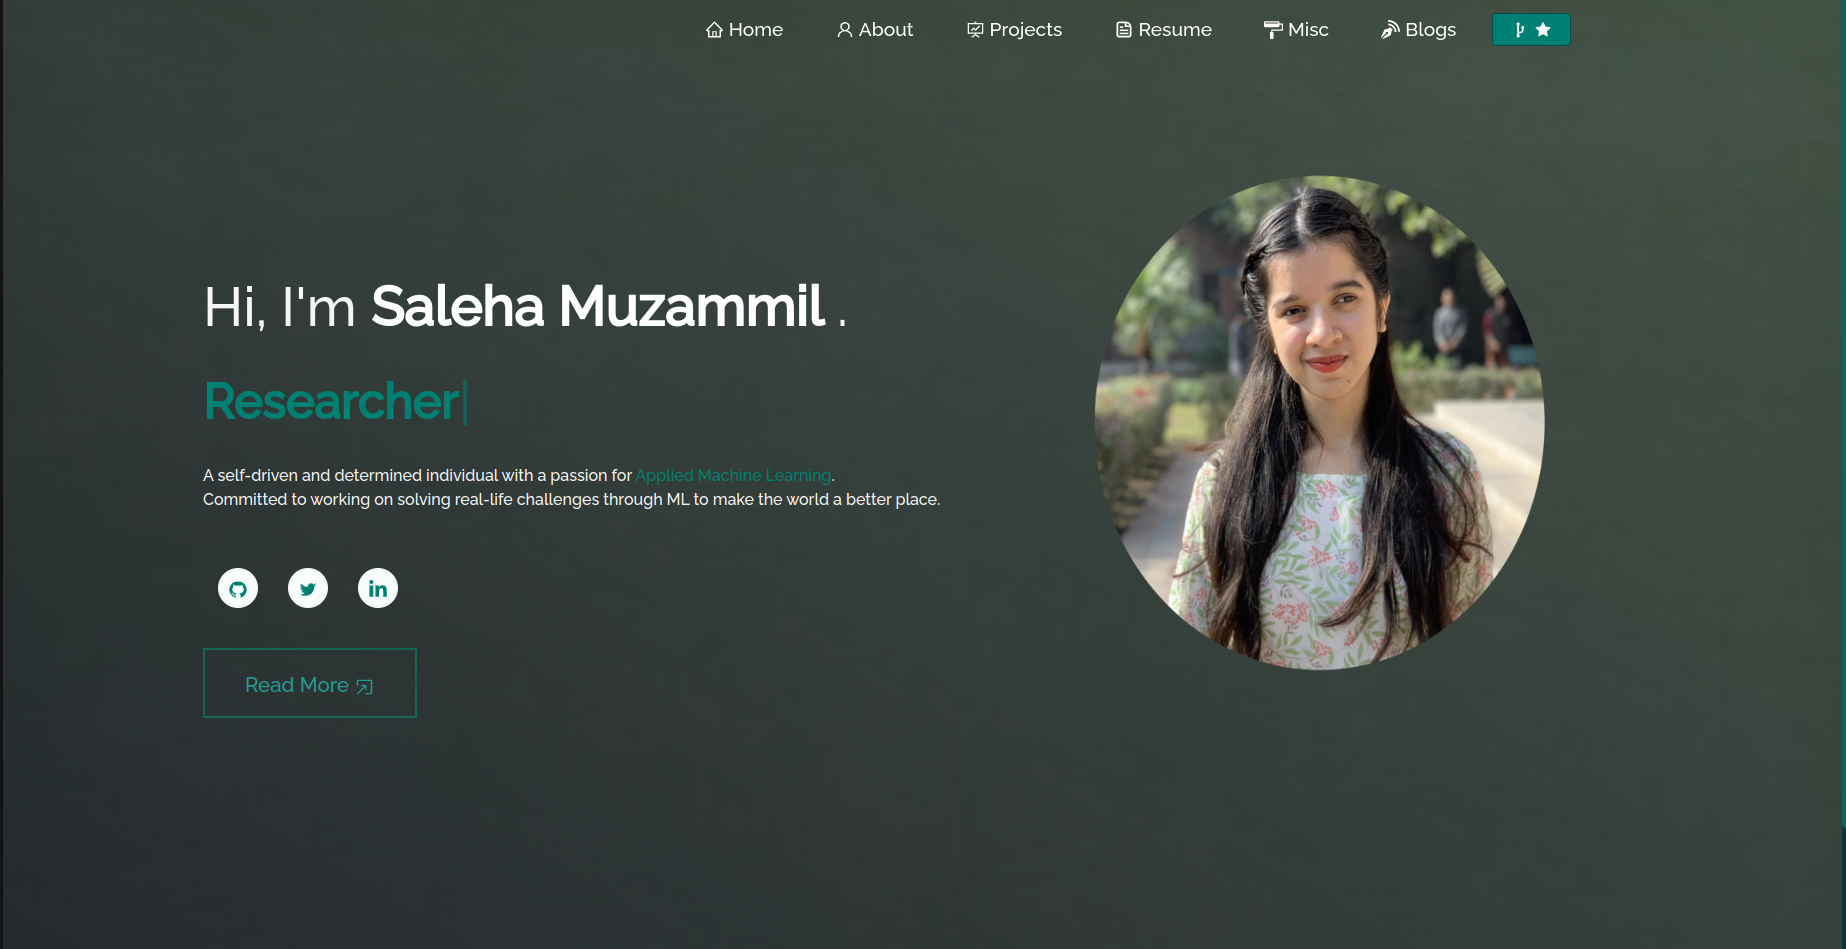 Home About Projects Resume Misc Blogs
Hi, I'm Saleha Muzammil .
Researcher|
A self-driven and determined individual with a passion for Applied Machine Learning.
Committed to working on solving real-life challenges through ML to make the world a better place.
in
Read More